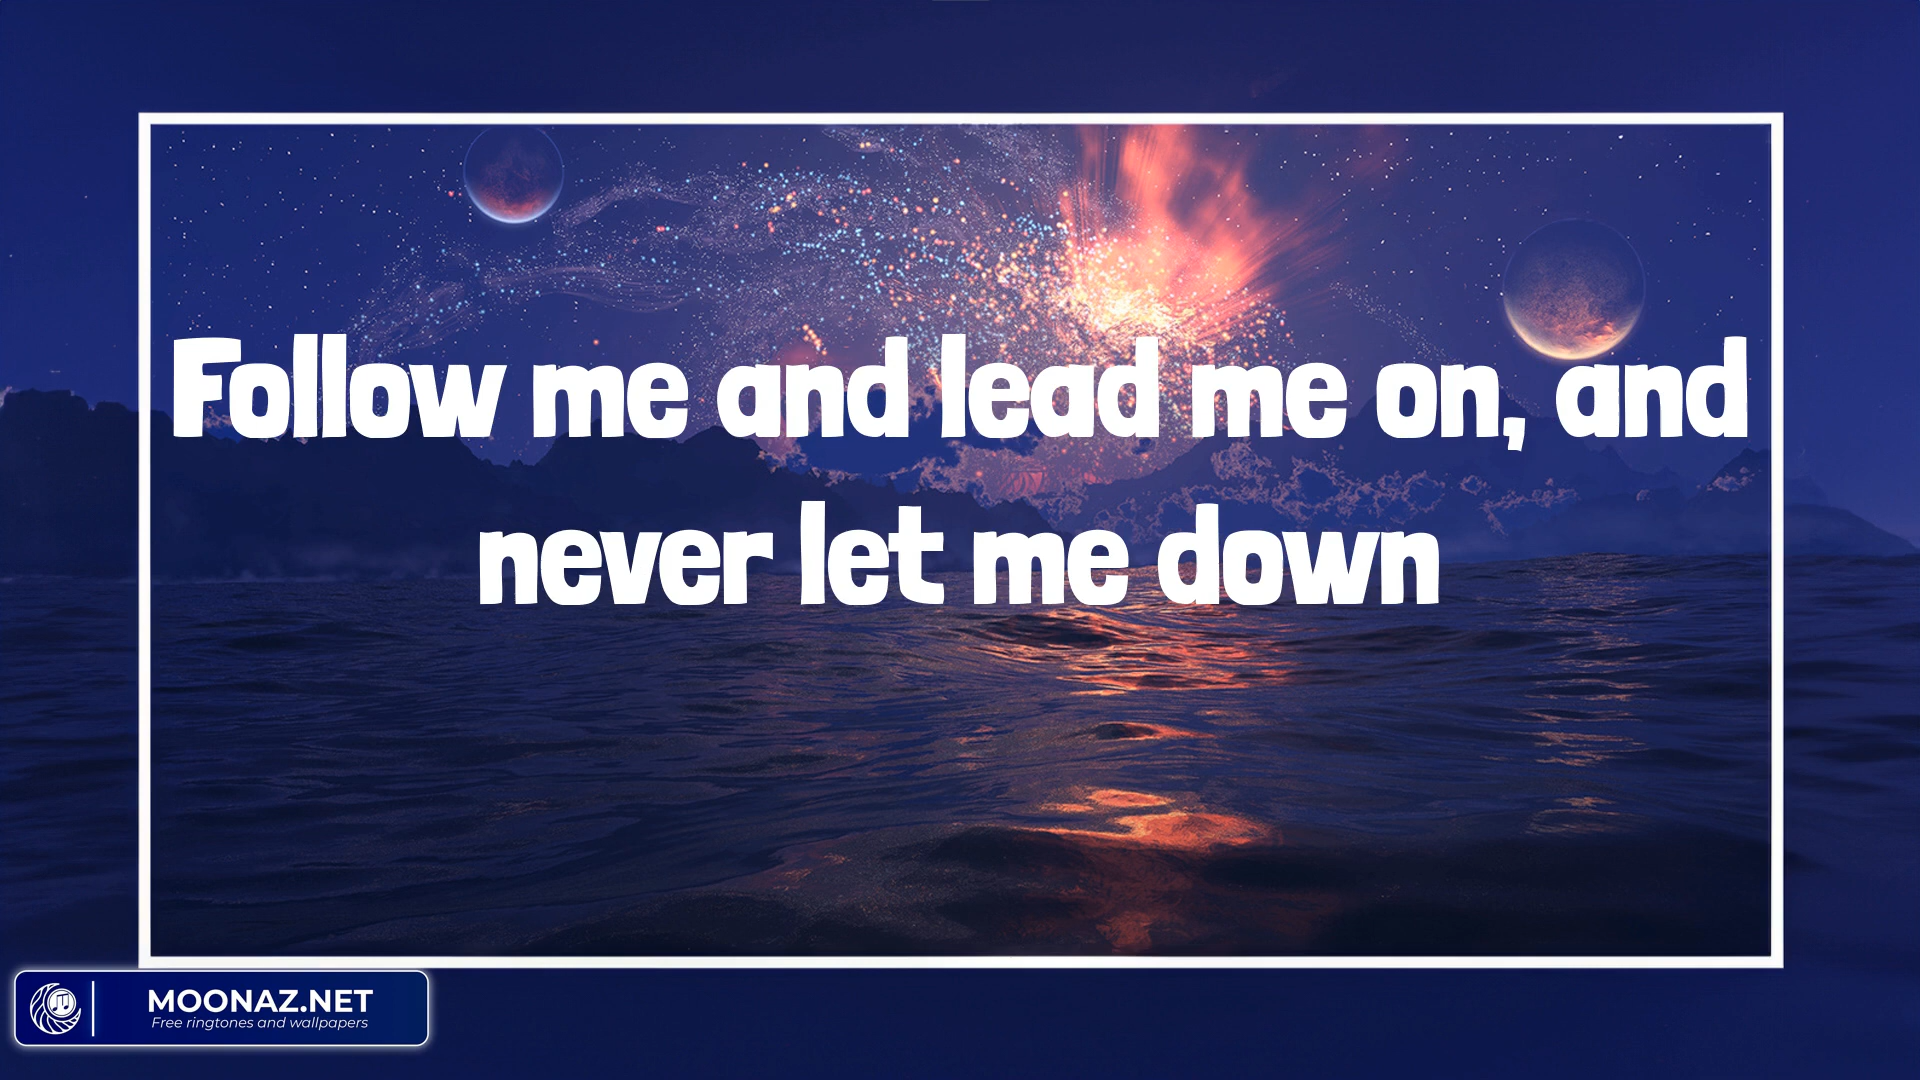 Follow me and lead me on, and
never let me down
MOONAZ.NET
Free ringtones and wallpapers